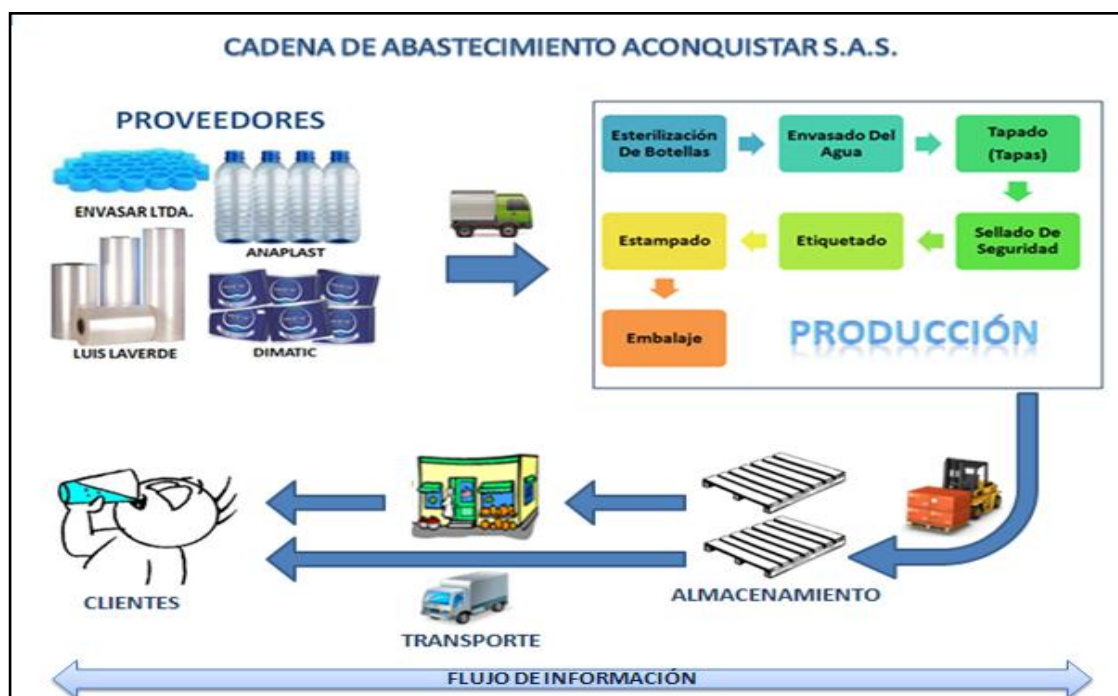 CADENA DE ABASTECIMIENTO ACONQUISTAR S.A.S.
PROVEEDORES
ENVASAR LTDA.
ANAPLAST
LUIS LAVERDE
DIMATIC
Esterilización
De Botellas
Envasado Del
Agua
Tapado
(Tapas)
Sellado De
Seguridad
Etiquetado
Estampado
Embalaje
PRODUCCIÓN
CLIENTES
TRANSPORTE
ALMACENAMIENTO
FLUJO DE INFORMACIÓN